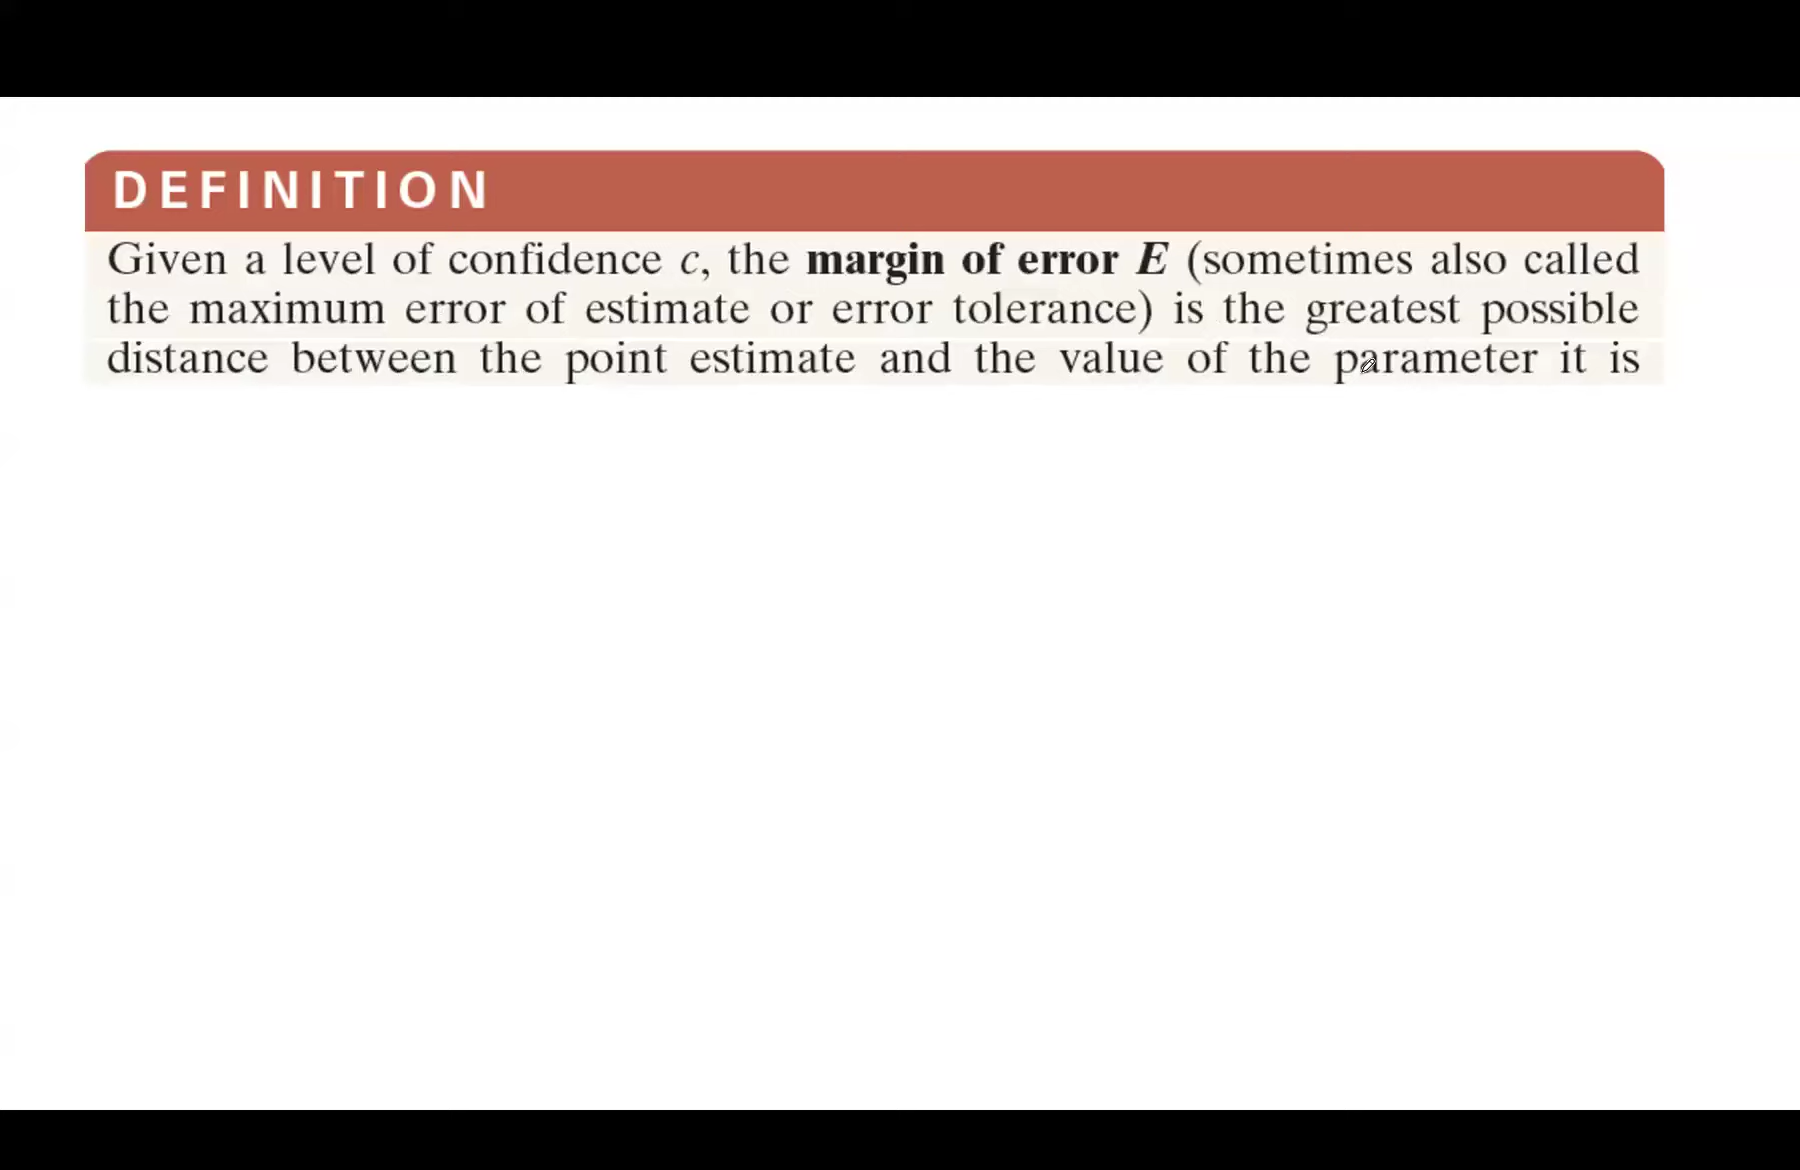 DEFINITION
Given a level of confidence c, the margin of error E (sometimes also called
the maximum error of estimate or error tolerance) is the greatest possible
distance between the point estimate and the value of the parameter it is